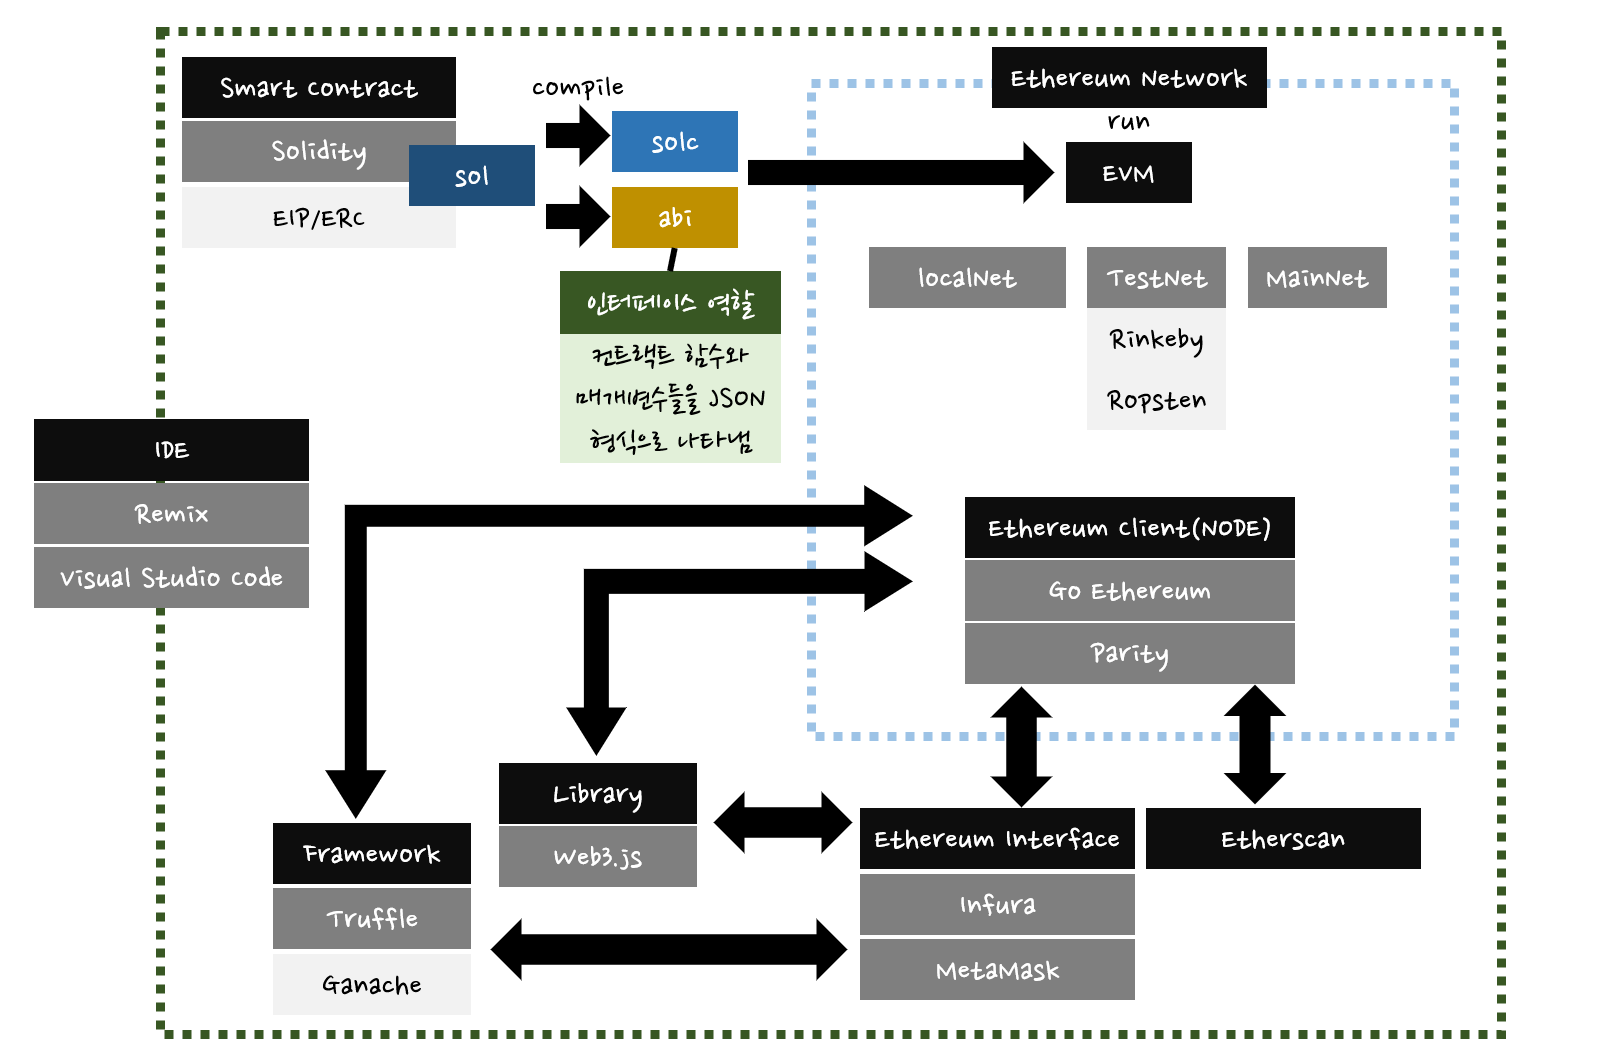 Smart Contract
Solidity
EIP/ERC
sol
compile
solc
abi
인터페이스 역할
컨트랙트 함수와
매개변수들을 JSON
형식으로 나타냄
Ethereum Network
run
EVM
localNet
TestNet
MainNet
Rinkeby
Ropsten
IDE
Remix
Visual Studio Code
Ethereum Client(NODE)
Go Ethereum
Parity
Library
Web3.js
Framework
Truffle
Ganache
Ethereum Interface
Infura
MetaMask
Etherscan